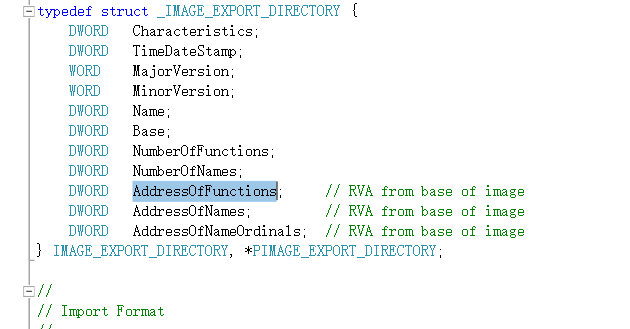 typedef struct _IMAGE_EXPORT_DIRECTORY {
DWORD Characteristics;
DWORD TimeDateStamp;
WORD MajorVersion;
WORD MinorVersion;
DWORD Name;
DWORD Base;
DWORD NumberOfFunctions;
DWORD NumberOfNames;
DWORD AddressOfFunctions; // RVA from base of image
DWORD AddressOfNames; // RVA from base of image
DWORD AddressOfNameOrdinals; // RVA from base of image
} IMAGE_EXPORT_DIRECTORY, *PIMAGE_EXPORT_DIRECTORY;
//
// Import Format
//